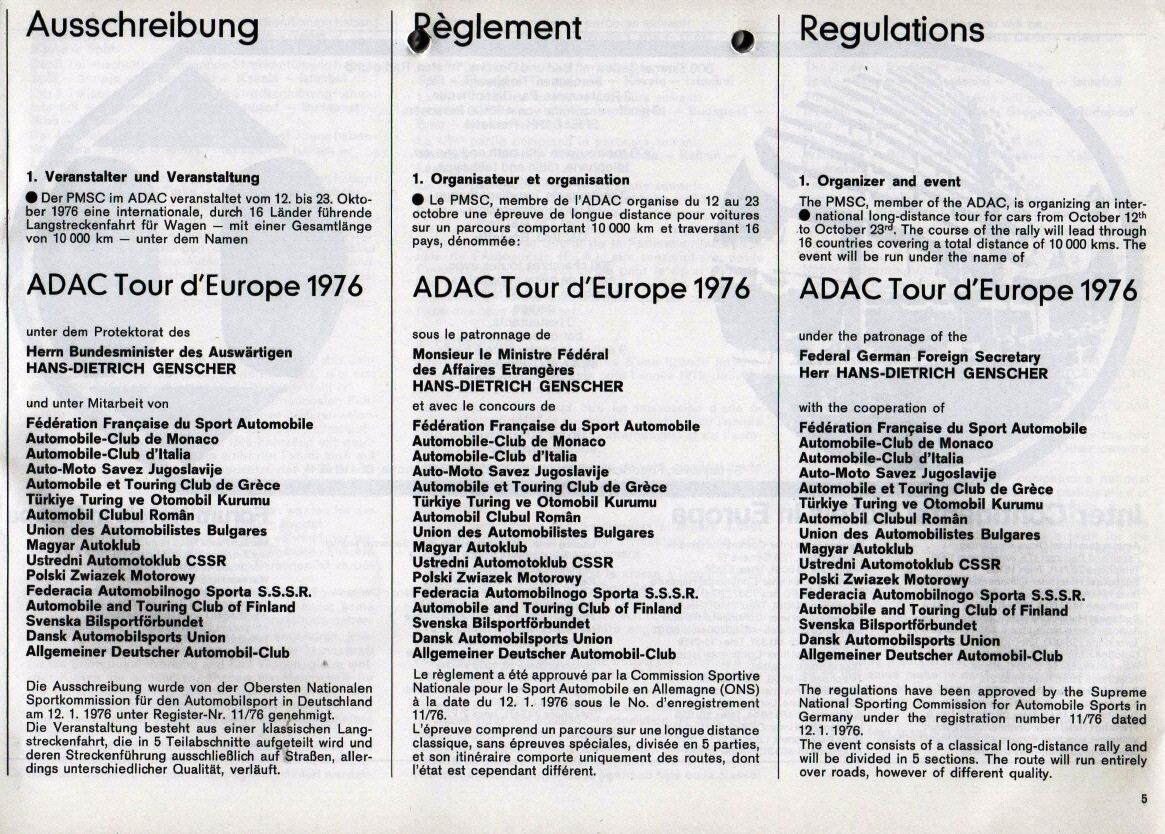 Ausschreibung
1. Veranstalter und Veranstaltung
● Der PMSC im ADAC veranstaltet vom 12. bis 23. Okto-
ber 1976 eine internationale, durch 16 Länder führende
Langstreckenfahrt für Wagen — mit einer Gesamtlänge
von 10 000 km — unter dem Namen
ADAC Tour d'Europe 1976
unter dem Protektorat des
Herrn Bundesminister des Auswärtigen
HANS-DIETRICH GENSCHER
und unter Mitarbeit von
Fédération Française du Sport Automobile
Automobile-Club de Monaco
Automobile-Club d'Italia
Auto-Moto Savez Jugoslavije
Automobile et Touring Club de Grèce
Türkiye Turing ve Otomobil Kurumu
Automobil Clubul Român
Union des Automobilistes Bulgares
Magyar Autoklub
Ustredni Automotoklub CSSR
Polski Zwiazek Motorowy
Federacia Automobilnogo Sporta S.S.S.R.
Automobile and Touring Club of Finland
Svenska Bilsportförbundet
Dansk Automobilsports Union
Allgemeiner Deutscher Automobil-Club
Die Ausschreibung wurde von der Obersten Nationalen
Sportkommission für den Automobilsport in Deutschland
am 12. 1. 1976 unter Register-Nr. 11/76 genehmigt.
Die Veranstaltung besteht aus einer klassischen Lang-
streckenfahrt, die in 5 Teilabschnitte aufgeteilt wird und
deren Streckenführung ausschließlich auf Straßen, aller-
dings unterschiedlicher Qualität, verläuft.
Règlement
1. Organisateur et organisation
● Le PMSC, membre de l'ADAC organise du 12 au 23
octobre une épreuve de longue distance pour voitures
sur un parcours comportant 10 000 km et traversant 16
pays, dénommée:
ADAC Tour d'Europe 1976
sous le patronnage de
Monsieur le Ministre Fédéral
des Affaires Etrangères
HANS-DIETRICH GENSCHER
et avec le concours de
Fédération Française du Sport Automobile
Automobile-Club de Monaco
Automobile-Club d'Italia
Auto-Moto Savez Jugoslavije
Automobile et Touring Club de Grèce
Türkiye Turing ve Otomobil Kurumu
Automobil Clubul Român
Union des Automobilistes Bulgares
Magyar Autoklub
Ustredni Automotoklub CSSR
Polski Zwiazek Motorowy
Federacia Automobilnogo Sporta S.S.S.R.
Automobile and Touring Club of Finland
Svenska Bilsportförbundet
Dansk Automobilsports Union
Allgemeiner Deutscher Automobil-Club
Le règlement a été approuvé par la Commission Sportive
Nationale pour le Sport Automobile en Allemagne (ONS)
à la date du 12. 1. 1976 sous le No. d'enregistrement
11/76.
L'épreuve comprend un parcours sur une longue distance
classique, sans épreuves spéciales, divisée en 5 parties,
et son itinéraire comporte uniquement des routes, dont
l'état est cependant différent.
Regulations
1. Organizer and event
The PMSC, member of the ADAC, is organizing an inter-
● national long-distance tour for cars from October 12th
to October 23rd. The course of the rally will lead through
16 countries covering a total distance of 10 000 kms. The
event will be run under the name of
ADAC Tour d'Europe 1976
under the patronage of the
Federal German Foreign Secretary
Herr HANS-DIETRICH GENSCHER
with the cooperation of
Fédération Française du Sport Automobile
Automobile-Club de Monaco
Automobile-Club d'Italia
Auto-Moto Savez Jugoslavije
Automobile et Touring Club de Grèce
Türkiye Turing ve Otomobil Kurumu
Automobil Clubul Român
Union des Automobilistes Bulgares
Magyar Autoklub
Ustredni Automotoklub CSSR
Polski Zwiazek Motorowy
Federacia Automobilnogo Sporta S.S.S.R.
Automobile and Touring Club of Finland
Svenska Bilsportförbundet
Dansk Automobilsports Union
Allgemeiner Deutscher Automobil-Club
The regulations have been approved by the Supreme
National Sporting Commission for Automobile Sports in
Germany under the registration number 11/76 dated
12. 1. 1976.
The event consists of a classical long-distance rally and
will be divided in 5 sections. The route will run entirely
over roads, however of different quality.
5